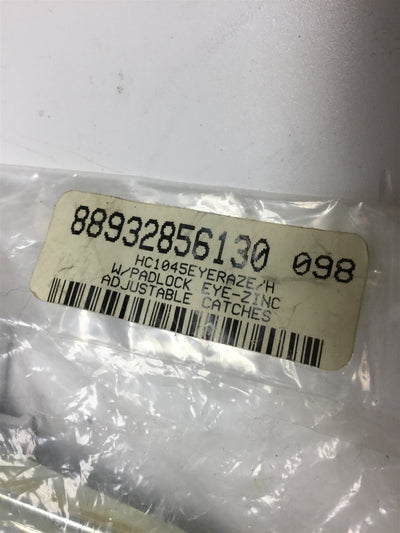 88932856130 098
HC1045EYERAZE/H
W/PADLOCK EYE-ZINC
ADJUSTABLE CATCHES